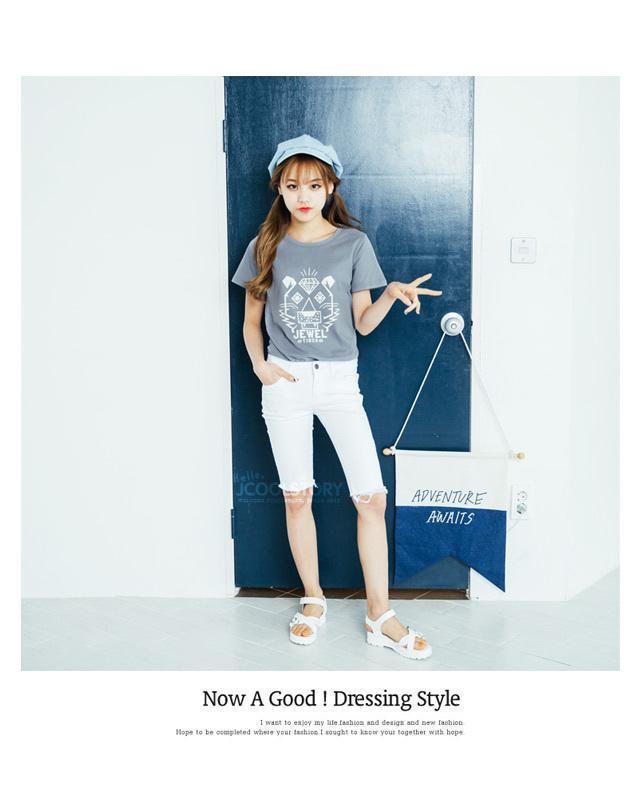 JEWEL
TIGER
ADVENTURE
AWAITS
Hello,
JCOOLSTORY
Now A Good ! Dressing Style
I want to enjoy my life.fashion and design and new fashion.
Hope to be completed where your fashion.I sought to know your together with hope.